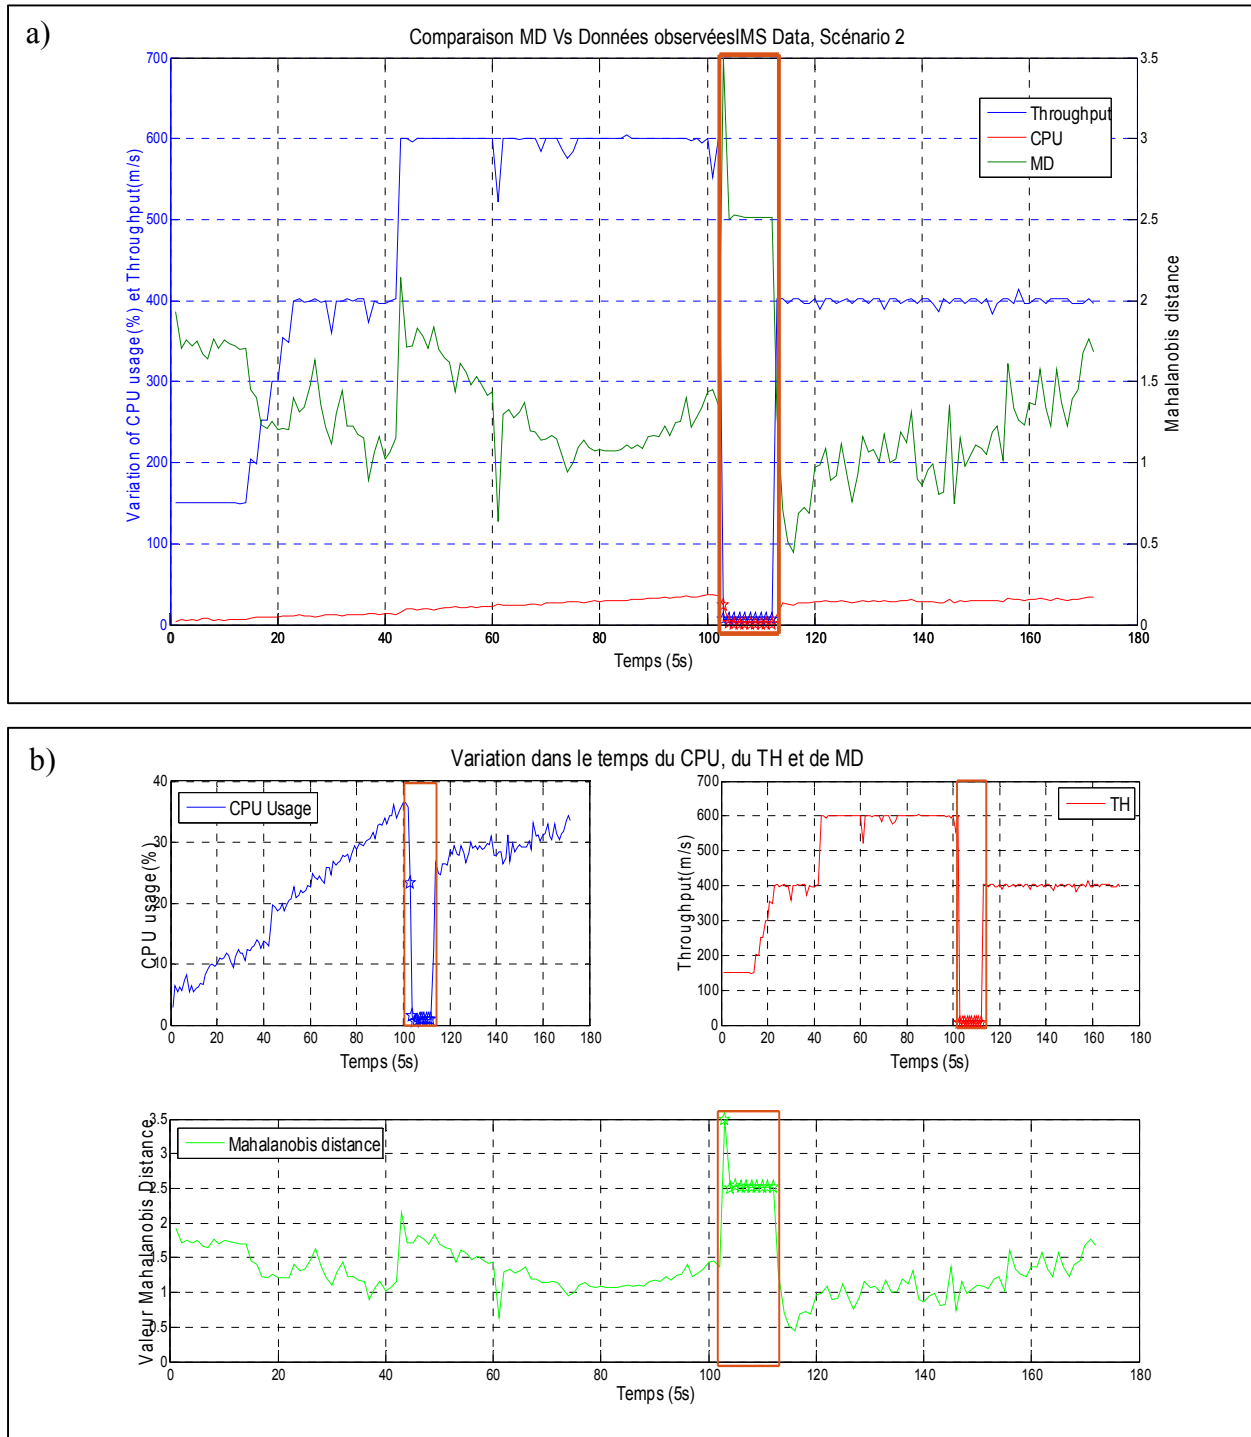 a)
Comparaison MD Vs Données observéesIMS Data, Scénario 2
Variation of CPU usage(%) et Throughput(m/s)
700
600
500
400
300
200
100
0
3.5
3
2.5
2
1.5
1
0.5
0
Mahalanobis distance
Throughput
CPU
MD
0 20 40 60 80 100 120 140 160 180
Temps (5s)
b)
Variation dans le temps du CPU, du TH et de MD
CPU usage(%)
40
30
20
10
0
CPU Usage
0 20 40 60 80 100 120 140 160 180
Temps (5s)
Throughput(m/s)
700
600
500
400
300
200
100
0
TH
0 20 40 60 80 100 120 140 160 180
Temps (5s)
Valeur Mahalanobis Distance
3.5
3
2.5
2
1.5
1
0.5
0
Mahalanobis distance
0 20 40 60 80 100 120 140 160 180
Temps (5s)